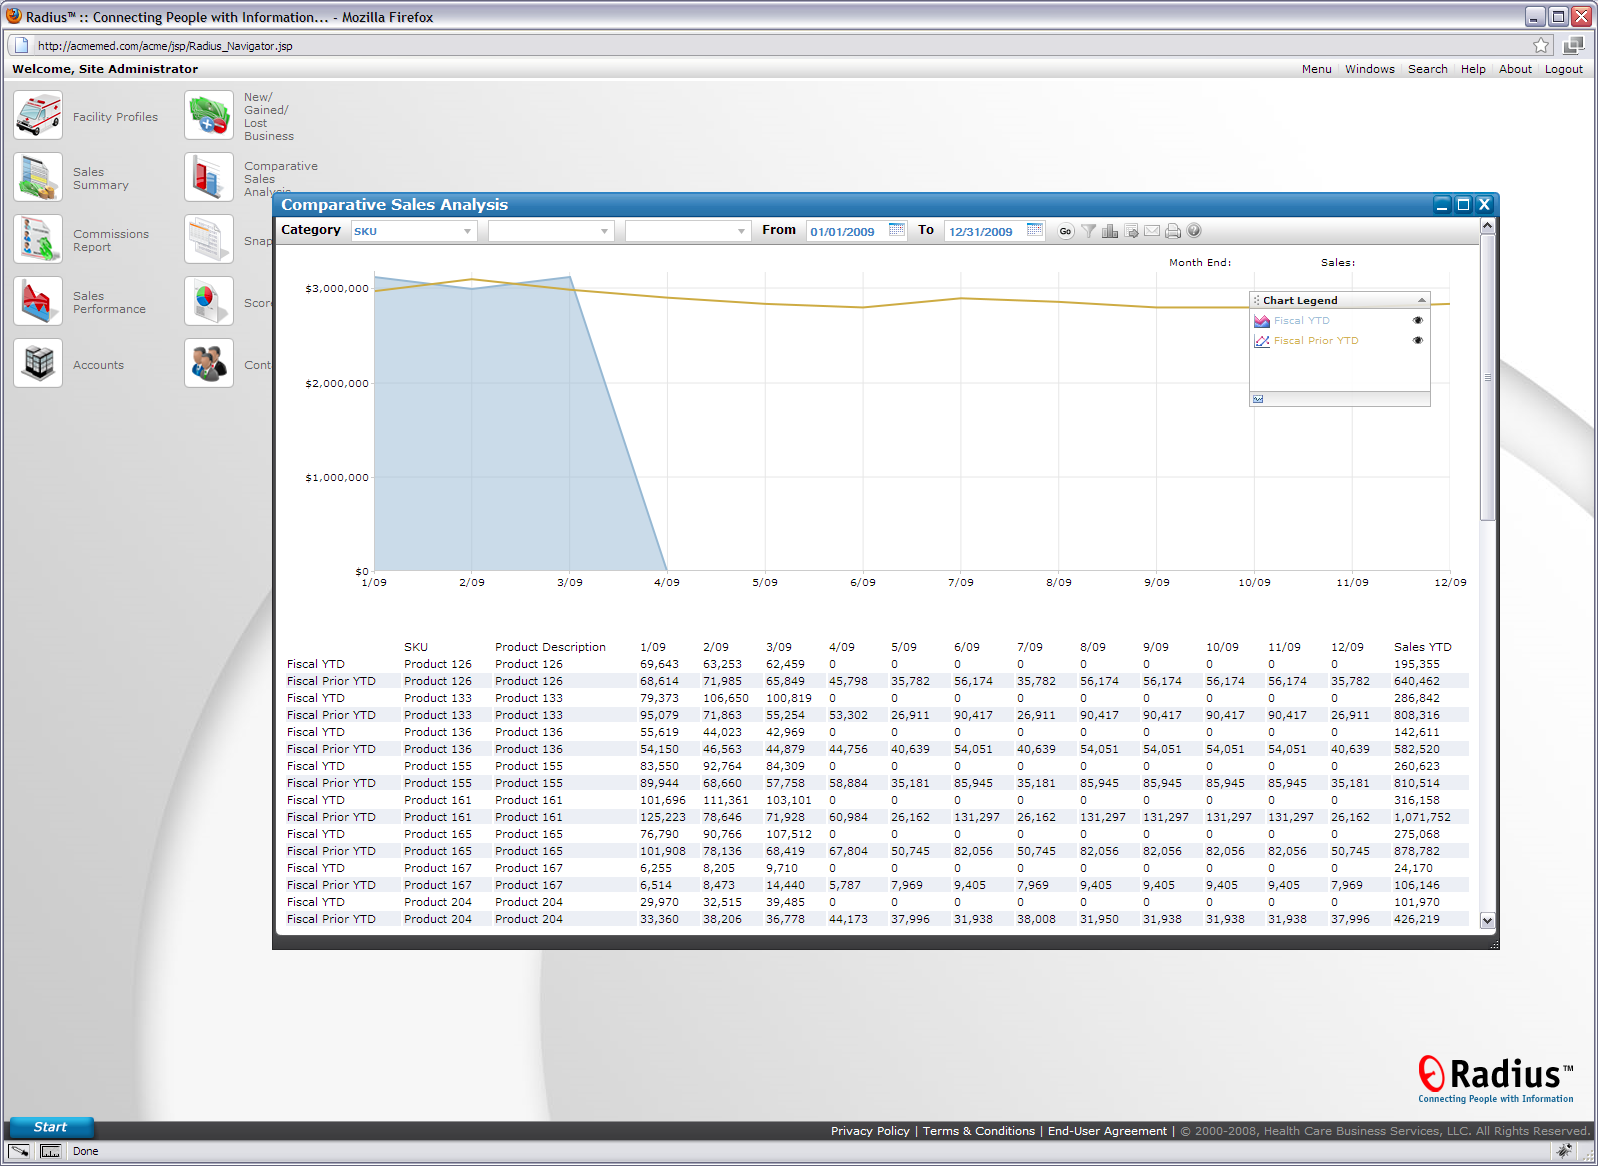 Radius™ :: Connecting People with Information... - Mozilla Firefox
http://acmemed.com/acme/jsp/Radius_Navigator.jsp
Welcome, Site Administrator
Menu Windows Search Help About Logout
Facility Profiles
New/
Gained/
Lost
Business
Sales
Summary
Comparative
Sales
Analysis
Commissions
Report
Snap
Sales
Performance
Scor
Accounts
Cont
Comparative Sales Analysis
Category SKU From 01/01/2009 To 12/31/2009 Go
Month End: Sales:
$3,000,000
$2,000,000
$1,000,000
$0
1/09 2/09 3/09 4/09 5/09 6/09 7/09 8/09 9/09 10/09 11/09 12/09
Chart Legend
Fiscal YTD
Fiscal Prior YTD
SKU Product Description 1/09 2/09 3/09 4/09 5/09 6/09 7/09 8/09 9/09 10/09 11/09 12/09 Sales YTD
Fiscal YTD Product 126 Product 126 69,643 63,253 62,459 0 0 0 0 0 0 0 0 0 195,355
Fiscal Prior YTD Product 126 Product 126 68,614 71,985 65,849 45,798 35,782 56,174 35,782 56,174 56,174 56,174 56,174 35,782 640,462
Fiscal YTD Product 133 Product 133 79,373 106,650 100,819 0 0 0 0 0 0 0 0 0 286,842
Fiscal Prior YTD Product 133 Product 133 95,079 71,863 55,254 53,302 26,911 90,417 26,911 90,417 90,417 90,417 90,417 26,911 808,316
Fiscal YTD Product 136 Product 136 55,619 44,023 42,969 0 0 0 0 0 0 0 0 0 142,611
Fiscal Prior YTD Product 136 Product 136 54,150 46,563 44,879 44,756 40,639 54,051 40,639 54,051 54,051 54,051 54,051 40,639 582,520
Fiscal YTD Product 155 Product 155 83,550 92,764 84,309 0 0 0 0 0 0 0 0 0 260,623
Fiscal Prior YTD Product 155 Product 155 89,944 68,660 57,758 58,884 35,181 85,945 35,181 85,945 85,945 85,945 85,945 35,181 810,514
Fiscal YTD Product 161 Product 161 101,696 111,361 103,101 0 0 0 0 0 0 0 0 0 316,158
Fiscal Prior YTD Product 161 Product 161 125,223 78,646 71,928 60,984 26,162 131,297 26,162 131,297 131,297 131,297 131,297 26,162 1,071,752
Fiscal YTD Product 165 Product 165 76,790 90,766 107,512 0 0 0 0 0 0 0 0 0 275,068
Fiscal Prior YTD Product 165 Product 165 101,908 78,136 68,419 67,804 50,745 82,056 50,745 82,056 82,056 82,056 82,056 50,745 878,782
Fiscal YTD Product 167 Product 167 6,255 8,205 9,710 0 0 0 0 0 0 0 0 0 24,170
Fiscal Prior YTD Product 167 Product 167 6,514 8,473 14,440 5,787 7,969 9,405 7,969 9,405 9,405 9,405 9,405 7,969 106,146
Fiscal YTD Product 204 Product 204 29,970 32,515 39,485 0 0 0 0 0 0 0 0 0 101,970
Fiscal Prior YTD Product 204 Product 204 33,360 38,206 36,778 44,173 37,996 31,938 38,008 31,950 31,938 31,938 31,938 37,996 426,219
Radius™
Connecting People with Information
Start
Privacy Policy | Terms & Conditions | End-User Agreement | © 2000-2008, Health Care Business Services, LLC. All Rights Reserved.
Done